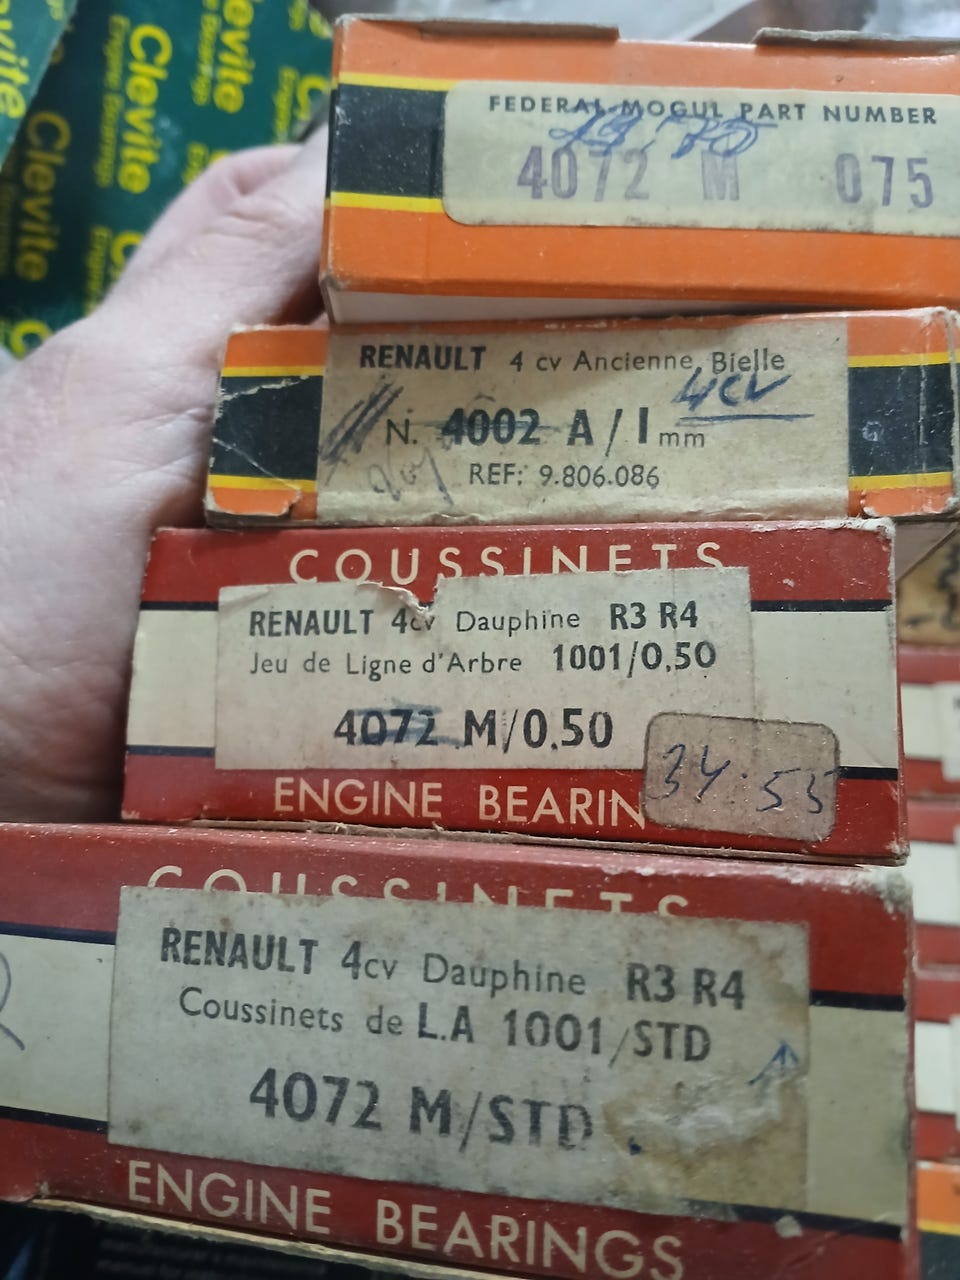 Clevite
Clevite
Clevite
FEDERAL-MOGUL PART NUMBER
4072 M 075
RENAULT 4 cv Ancienne Bielle
4CV
N. 4002 A/1 mm
REF: 9.806.086
COUSSINETS
RENAULT 4cv Dauphine R3 R4
Jeu de Ligne d'Arbre 1001/0,50
4072 M/0.50
34.55
ENGINE BEARIN
COUSSINETS
RENAULT 4cv Dauphine R3 R4
Coussinets de L.A 1001/STD
4072 M/STD.
ENGINE BEARINGS